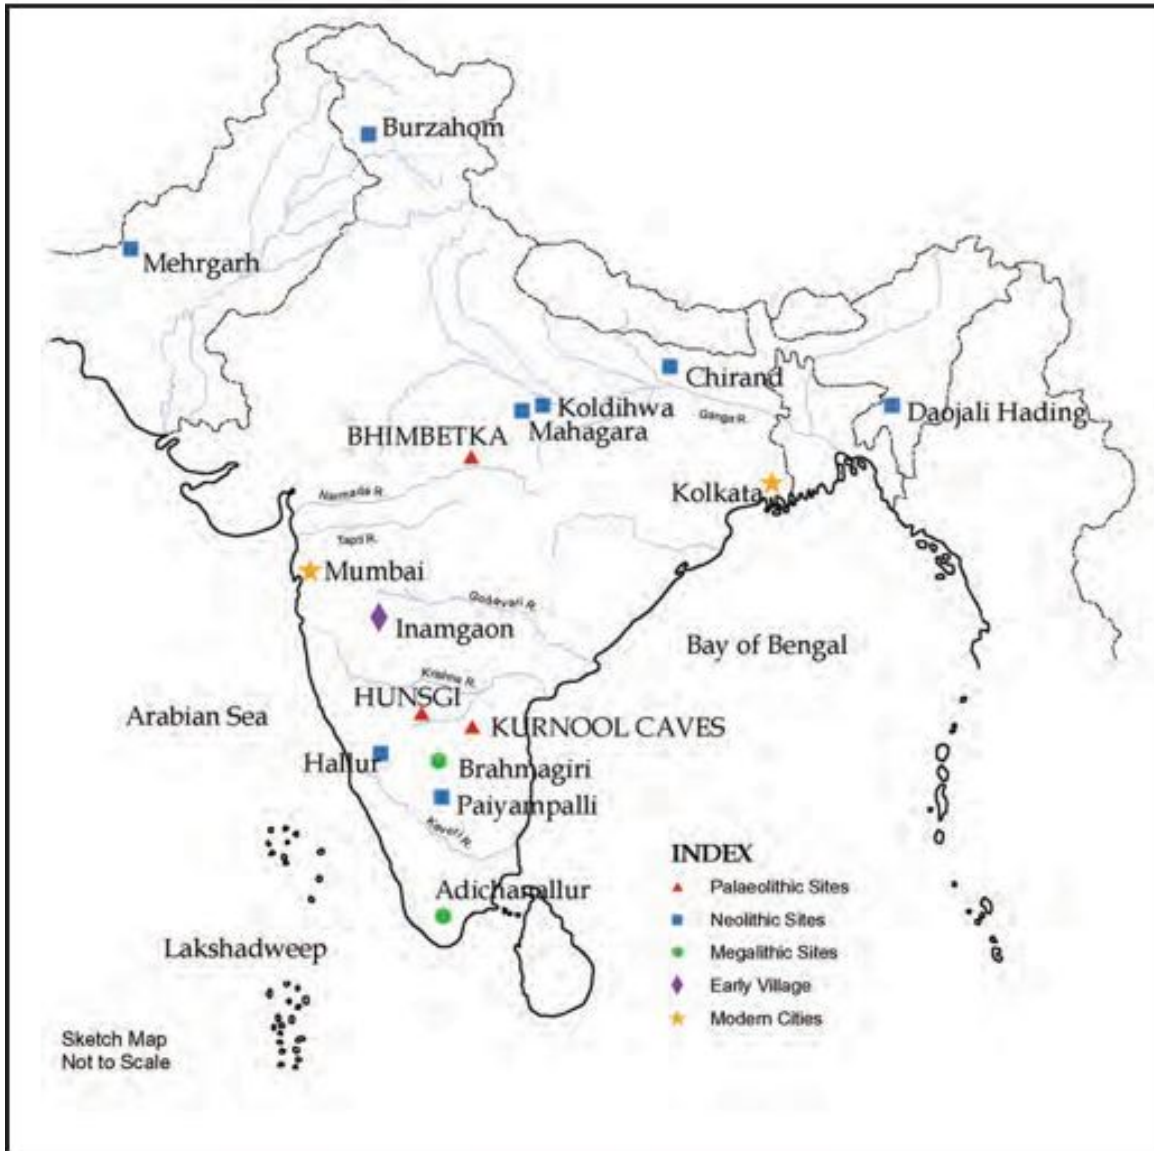 Burzahom
Mehrgarh
Chirand
Koldihwa
Mahagara
Daojali Hading
Ganga R.
BHIMBETKA
Kolkata
Narmada R.
Tapti R.
Mumbai
Godavari R.
Inamgaon
Bay of Bengal
Krishna R.
HUNSGI
Arabian Sea
KURNOOL CAVES
Hallur
Brahmagiri
Paiyampalli
Kaveri R.
Adichanallur
Lakshadweep
INDEX
Palaeolithic Sites
Neolithic Sites
Megalithic Sites
Early Village
Modern Cities
Sketch Map
Not to Scale